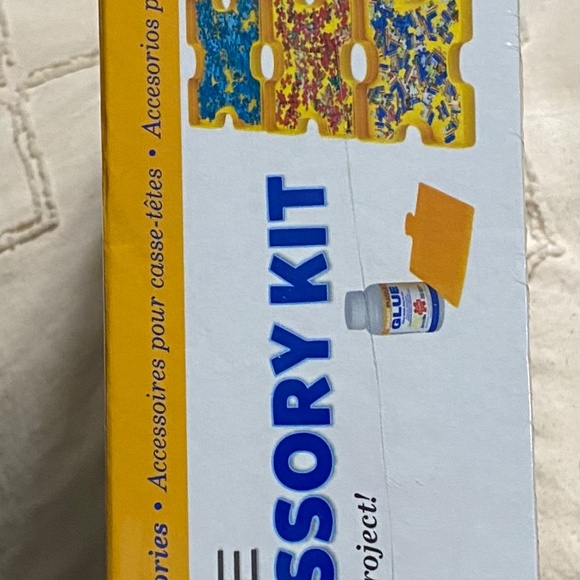 ories • Accessoires pour casse-têtes • Accesorios p
SSORY KIT
roject!
GLUE